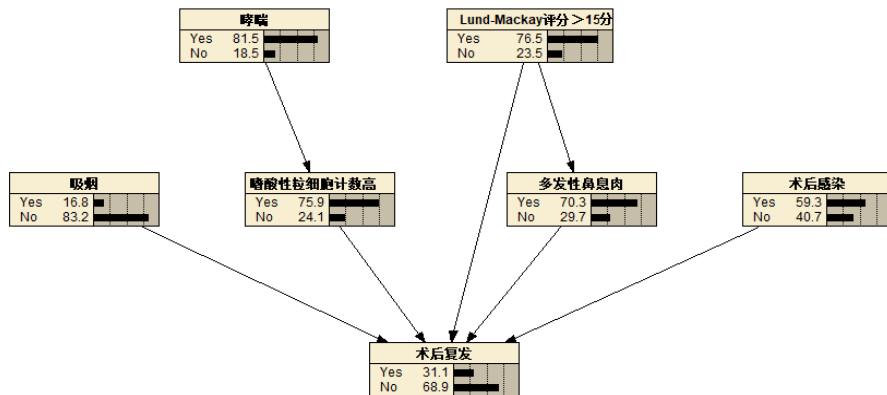 哮喘
Yes 81.5
No 18.5
Lund-Mackay评分＞15分
Yes 76.5
No 23.5
吸烟
Yes 16.8
No 83.2
嗜酸性粒细胞计数高
Yes 75.9
No 24.1
多发性鼻息肉
Yes 70.3
No 29.7
术后感染
Yes 59.3
No 40.7
术后复发
Yes 31.1
No 68.9